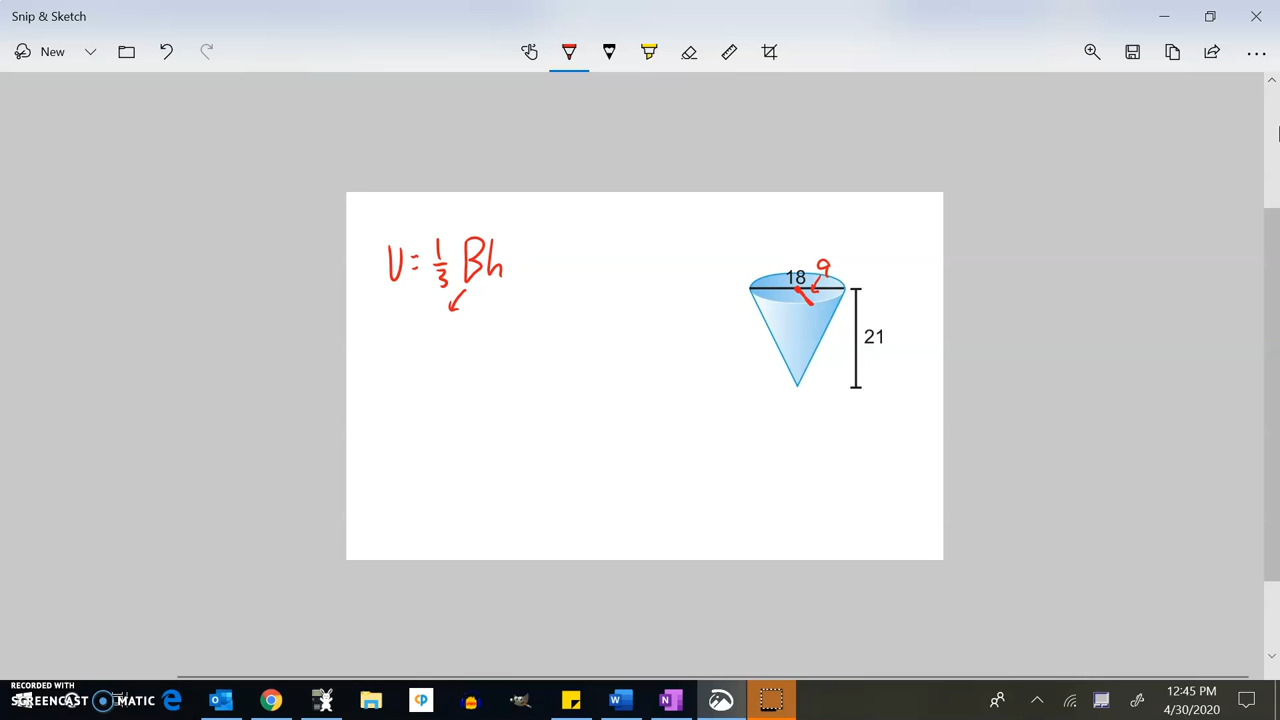 Snip & Sketch
New
V = 1/3 Bh
18
9
21
RECORDED WITH
SCREENCAST MATIC
12:45 PM
4/30/2020